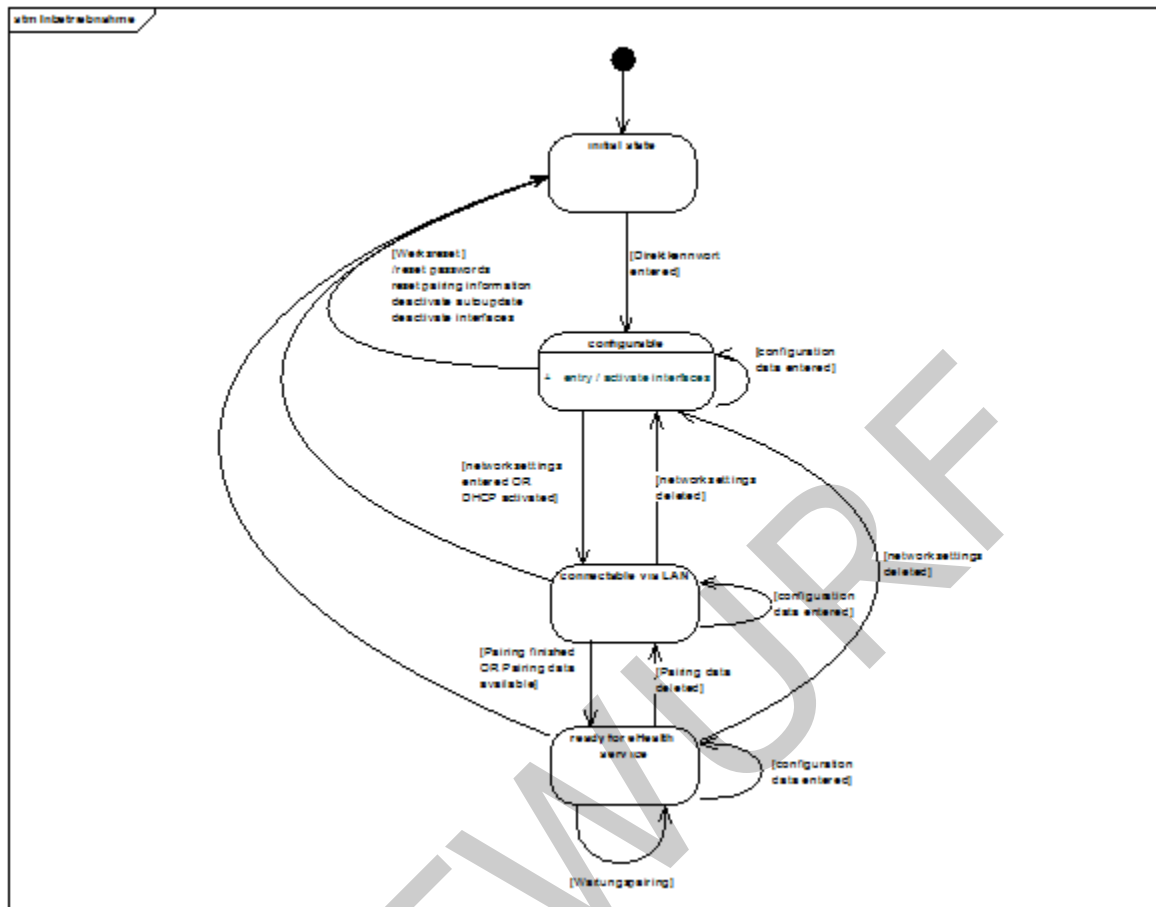 stm Inbetriebnahme
initial state
[Direktkennwort
entered]
[Werksreset]
/reset passwords
reset pairing information
deactivate autoupdate
deactivate interfaces
configurable
+ entry / activate interfaces
[configuration
data entered]
[networksettings
entered OR
DHCP activated]
[networksettings
deleted]
[networksettings
deleted]
connectable via LAN
[configuration
data entered]
[Pairing finished
OR Pairing data
available]
[Pairing data
deleted]
ready for eHealth
service
[configuration
data entered]
[Wartungspairing]
TWURF